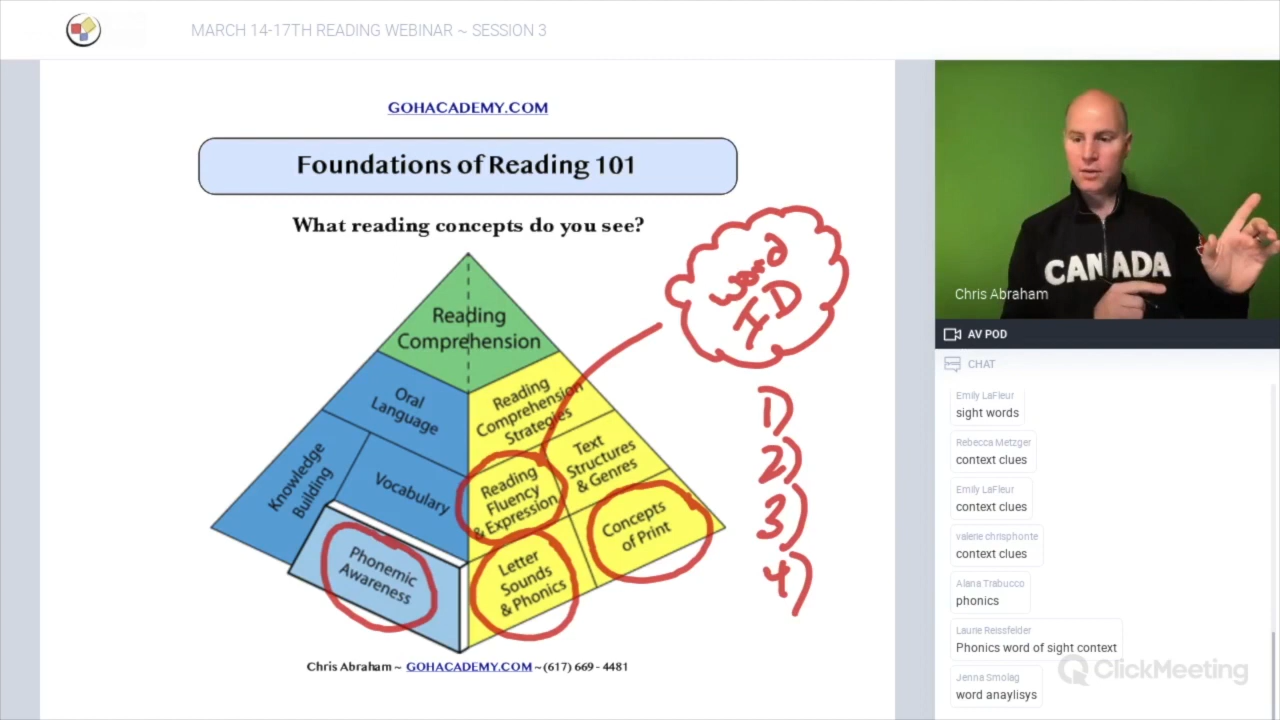 MARCH 14-17TH READING WEBINAR ~ SESSION 3
GOHACADEMY.COM
Foundations of Reading 101
What reading concepts do you see?
Reading
Comprehension
Oral
Language
Reading
Comprehension
Strategies
Knowledge
Building
Vocabulary
Reading
Fluency
& Expression
Text
Structures
& Genres
Phonemic
Awareness
Letter
Sounds
& Phonics
Concepts
of Print
word
ID
1)
2)
3)
4)
Chris Abraham ~ GOHACADEMY.COM ~ (617) 669 - 4481
CANADA
Chris Abraham
AV POD
CHAT
Emily LaFleur
sight words
Rebecca Metzger
context clues
Emily LaFleur
context clues
valerie chrisphonte
context clues
Alana Trabucco
phonics
Laurie Reissfelder
Phonics word of sight context
Jenna Smolag
word anaylisys
ClickMeeting